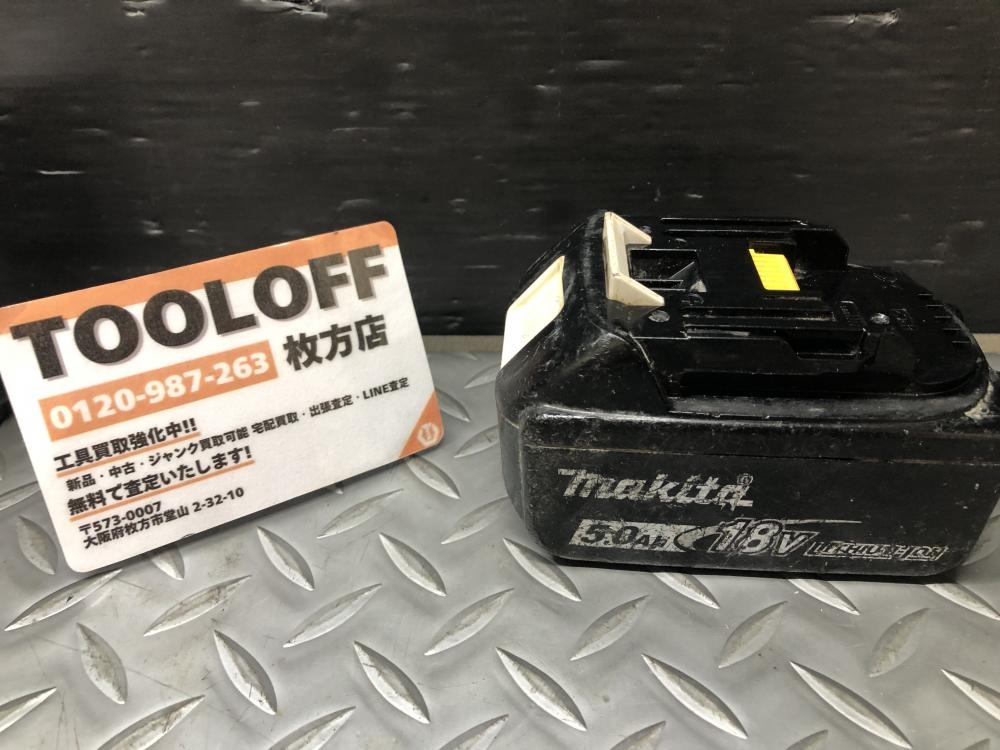 TOOLOFF
0120-987-263 枚方店
工具買取強化中!!
新品・中古・ジャンク買取可能 宅配買取・出張査定・LINE査定
無料で査定いたします!
〒573-0007
大阪府枚方市堂山 2-32-10
makita
5.0Ah 18V